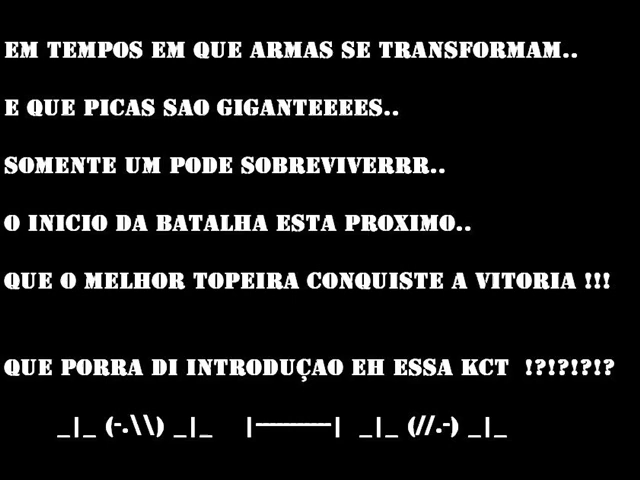 EM TEMPOS EM QUE ARMAS SE TRANSFORMAM..
E QUE PICAS SAO GIGANTEEEES..
SOMENTE UM PODE SOBREVIVERRR..
O INICIO DA BATALHA ESTA PROXIMO..
QUE O MELHOR TOPEIRA CONQUISTE A VITORIA !!!
QUE PORRA DI INTRODUÇAO EH ESSA KCT !?!?!?!?
_|_ (-.\\) _|_ |----------| _|_ (//.-) _|_